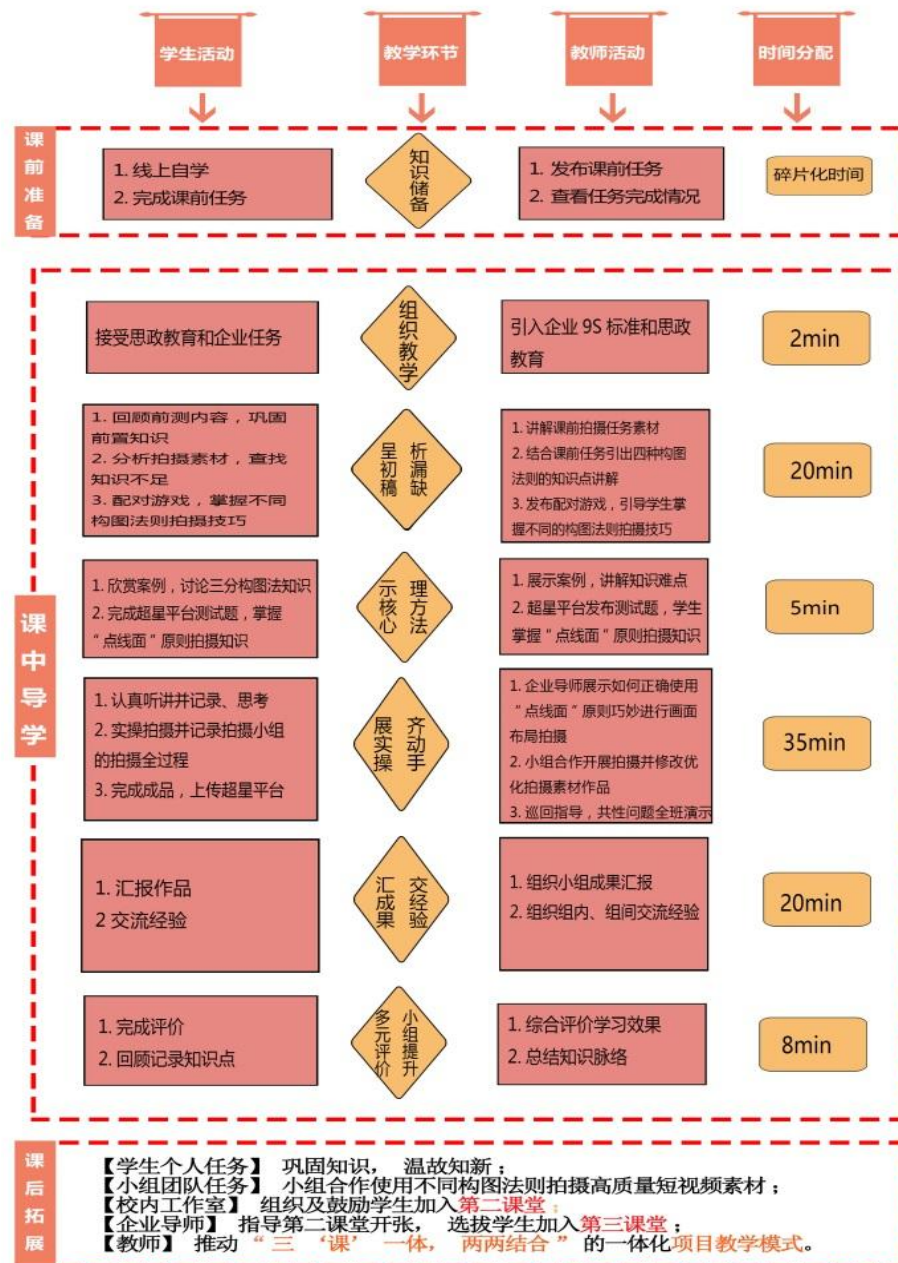 学生活动
教学环节
教师活动
时间分配
课前准备
1. 线上自学
2. 完成课前任务
知识储备
1. 发布课前任务
2. 查看任务完成情况
碎片化时间
课中导学
接受思政教育和企业任务
组织教学
引入企业 9S 标准和思政
教育
2min
1. 回顾前测内容，巩固
前置知识
2. 分析拍摄素材，查找
知识不足
3. 配对游戏，掌握不同
构图法则拍摄技巧
呈初稿
析漏缺
1. 讲解课前拍摄任务素材
2. 结合课前任务引出四种构图
法则的知识点讲解
3. 发布配对游戏，引导学生掌
握不同的构图法则拍摄技巧
20min
1. 欣赏案例，讨论三分构图法知识
2. 完成超星平台测试题，掌握
“点线面”原则拍摄知识
示核心
理方法
1. 展示案例，讲解知识难点
2. 超星平台发布测试题，学生
掌握“点线面”原则拍摄知识
5min
1. 认真听讲并记录、思考
2. 实操拍摄并记录拍摄小组
的拍摄全过程
3. 完成成品，上传超星平台
展实操
齐动手
1. 企业导师展示如何正确使用
“点线面”原则巧妙进行画面
布局拍摄
2. 小组合作开展拍摄并修改优
化拍摄素材作品
3. 巡回指导，共性问题全班演示
35min
1. 汇报作品
2 交流经验
汇成果
交经验
1. 组织小组成果汇报
2. 组织组内、组间交流经验
20min
1. 完成评价
2. 回顾记录知识点
多元评价
小组提升
1. 综合评价学习效果
2. 总结知识脉络
8min
课后拓展
【学生个人任务】 巩固知识， 温故知新；
【小组团队任务】 小组合作使用不同构图法则拍摄高质量短视频素材；
【校内工作室】 组织及鼓励学生加入第二课堂；
【企业导师】 指导第二课堂开张， 选拔学生加入第三课堂；
【教师】 推动 “三 ‘课’ 一体， 两两结合” 的一体化项目教学模式。